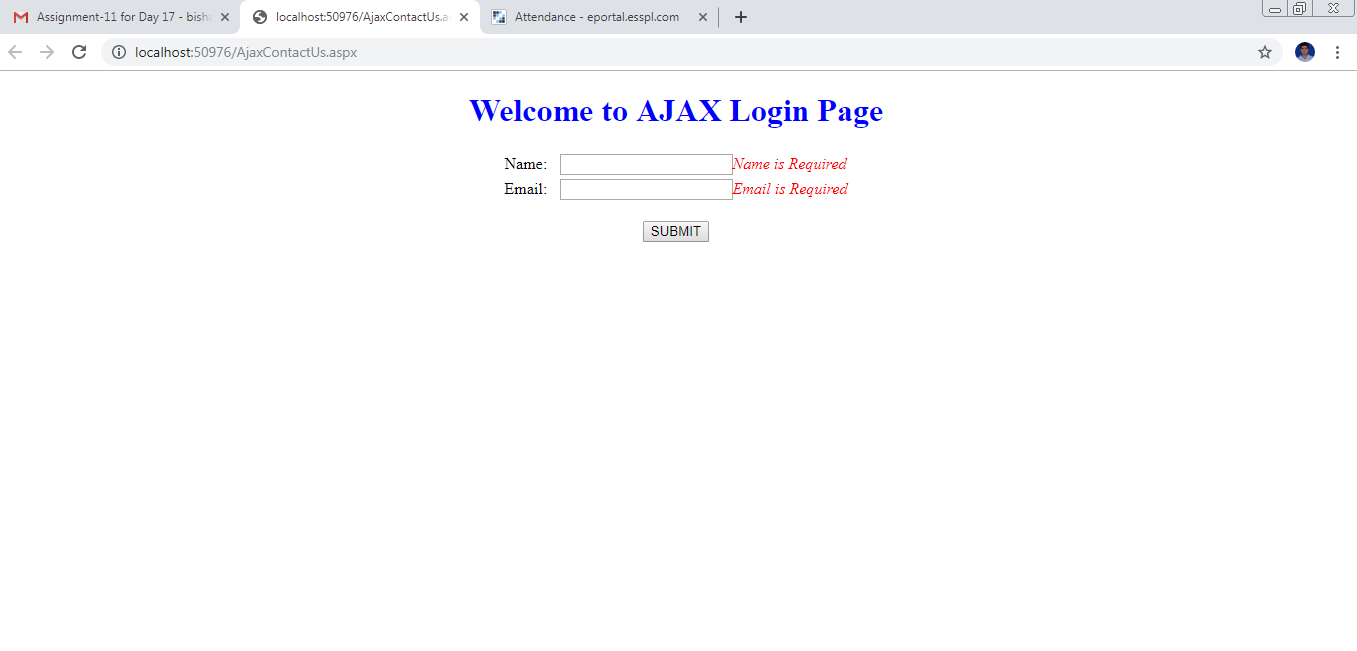 Assignment-11 for Day 17 - bisha
localhost:50976/AjaxContactUs.a
Attendance - eportal.esspl.com
localhost:50976/AjaxContactUs.aspx
Welcome to AJAX Login Page
Name: Name is Required
Email: Email is Required
SUBMIT